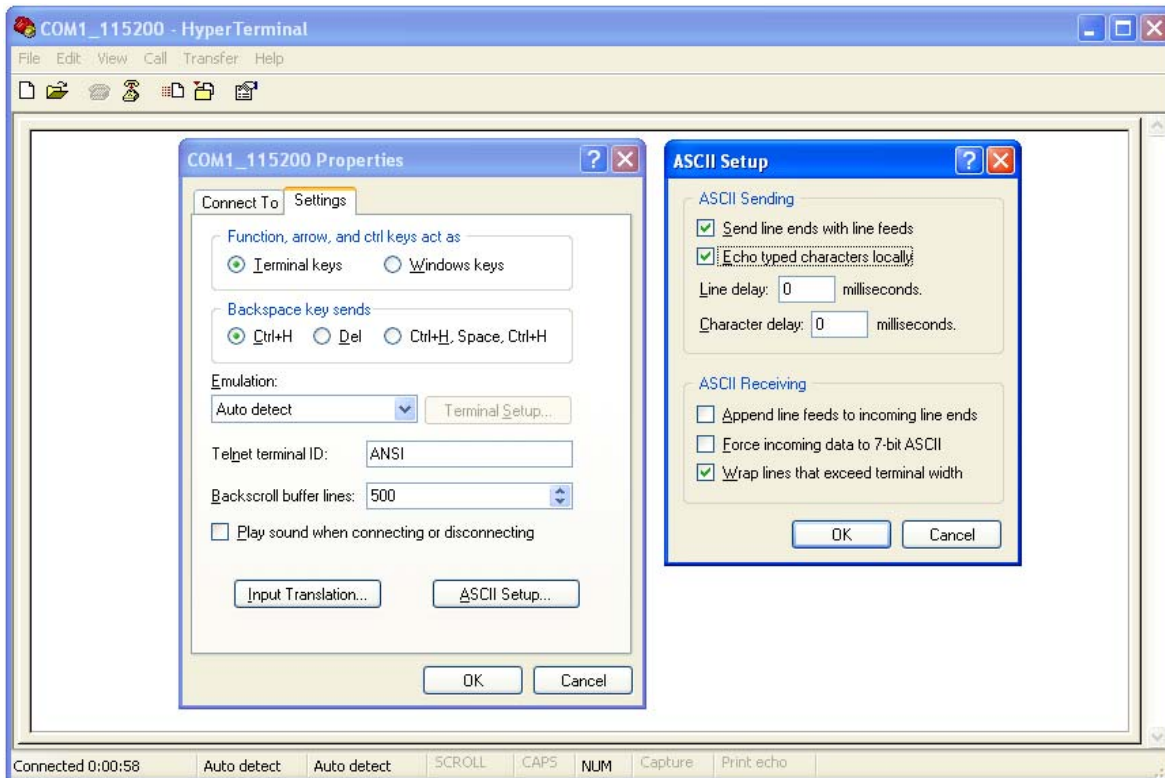 COM1_115200 - HyperTerminal
File Edit View Call Transfer Help
COM1_115200 Properties
Connect To Settings
Function, arrow, and ctrl keys act as
Terminal keys Windows keys
Backspace key sends
Ctrl+H Del Ctrl+H, Space, Ctrl+H
Emulation:
Auto detect Terminal Setup...
Telnet terminal ID: ANSI
Backscroll buffer lines: 500
Play sound when connecting or disconnecting
Input Translation... ASCII Setup...
OK Cancel
ASCII Setup
ASCII Sending
Send line ends with line feeds
Echo typed characters locally
Line delay: 0 milliseconds.
Character delay: 0 milliseconds.
ASCII Receiving
Append line feeds to incoming line ends
Force incoming data to 7-bit ASCII
Wrap lines that exceed terminal width
OK Cancel
Connected 0:00:58 Auto detect Auto detect SCROLL CAPS NUM Capture Print echo